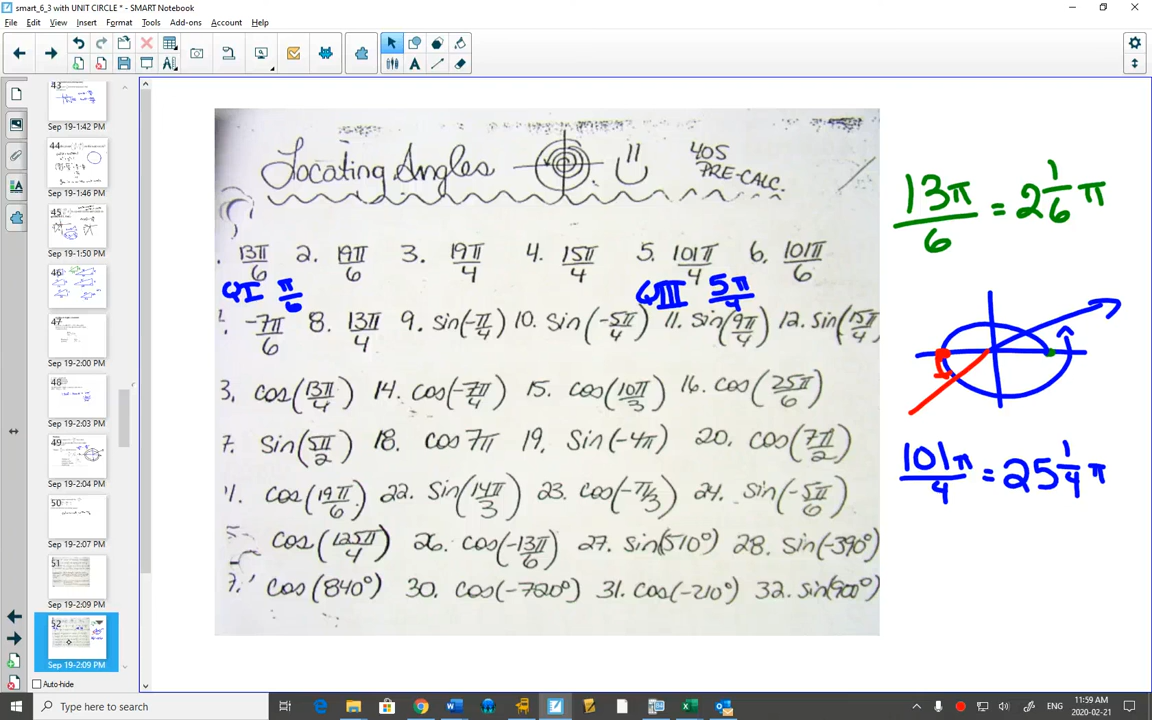 smart_6_3 with UNIT CIRCLE * - SMART Notebook
File Edit View Insert Format Tools Add-ons Account Help
43
Sep 19-1:42 PM
44
Sep 19-1:46 PM
45
Sep 19-1:50 PM
46
47
Sep 19-2:00 PM
48
Sep 19-2:03 PM
49
Sep 19-2:04 PM
50
Sep 19-2:07 PM
51
Sep 19-2:09 PM
52
Sep 19-2:09 PM
Auto-hide
Locating Angles
405
PRE-CALC.
. 13π/6 2. 19π/6 3. 19π/4 4. 15π/4 5. 101π/4 6. 101π/6
QI π/6 QIII 5π/4
. -7π/6 8. 13π/4 9. sin(-π/4) 10. sin(-5π/4) 11. sin(9π/4) 12. sin(15π/4
3. cos(13π/4) 14. cos(-7π/4) 15. cos(10π/3) 16. cos(25π/6)
7. sin(5π/2) 18. cos 7π 19. sin(-4π) 20. cos(7π/2)
1. cos(19π/6) 22. sin(14π/3) 23. cos(-π/3) 24. sin(-5π/6)
cos(125π/4) 26. cos(-13π/6) 27. sin(510°) 28. sin(-390°)
cos(840°) 30. cos(-720°) 31. cos(-210°) 32. sin(900°)
13π/6 = 2 1/6 π
101π/4 = 25 1/4 π
Type here to search
ENG
11:59 AM
2020-02-21